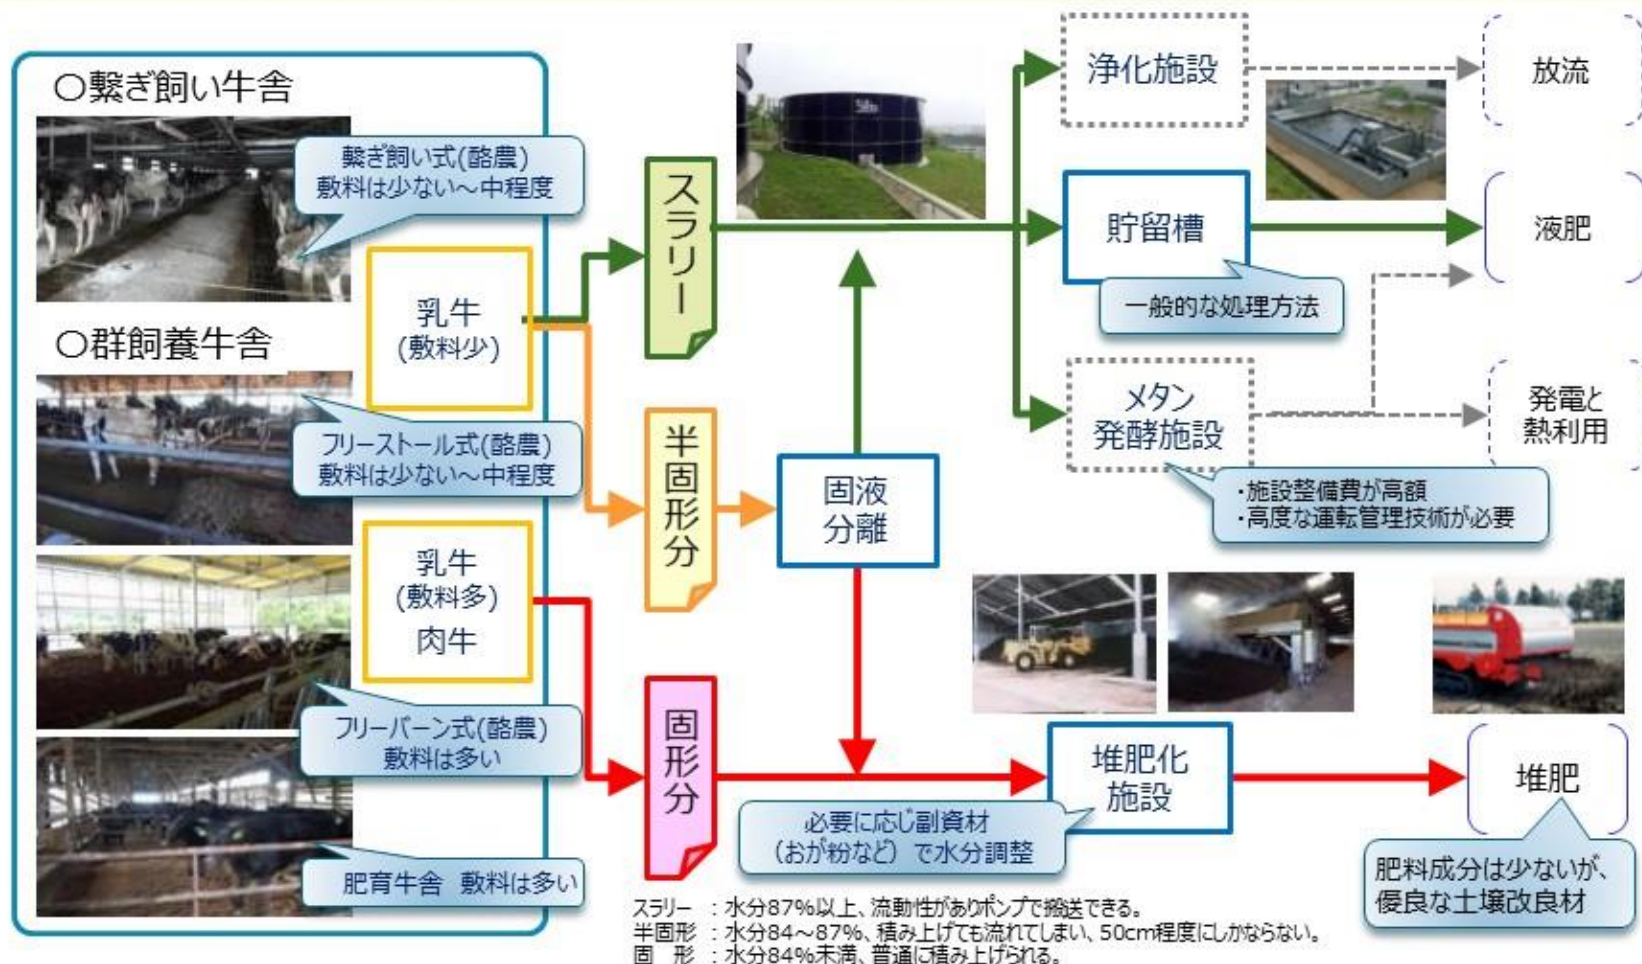 〇繋ぎ飼い牛舎
繋ぎ飼い式(酪農)
敷料は少ない～中程度
乳牛
(敷料少)
〇群飼養牛舎
フリーストール式(酪農)
敷料は少ない～中程度
乳牛
(敷料多)
肉牛
フリーバーン式(酪農)
敷料は多い
肥育牛舎 敷料は多い
スラリー
半固形分
固形分
固液
分離
浄化施設
放流
貯留槽
液肥
一般的な処理方法
メタン
発酵施設
発電と
熱利用
・施設整備費が高額
・高度な運転管理技術が必要
堆肥化
施設
堆肥
必要に応じ副資材
(おが粉など)で水分調整
肥料成分は少ないが、
優良な土壌改良材
スラリー ：水分87%以上、流動性がありポンプで搬送できる。
半固形 ：水分84～87%、積み上げても流れてしまい、50cm程度にしかならない。
固 形 ：水分84%未満、普通に積み上げられる。